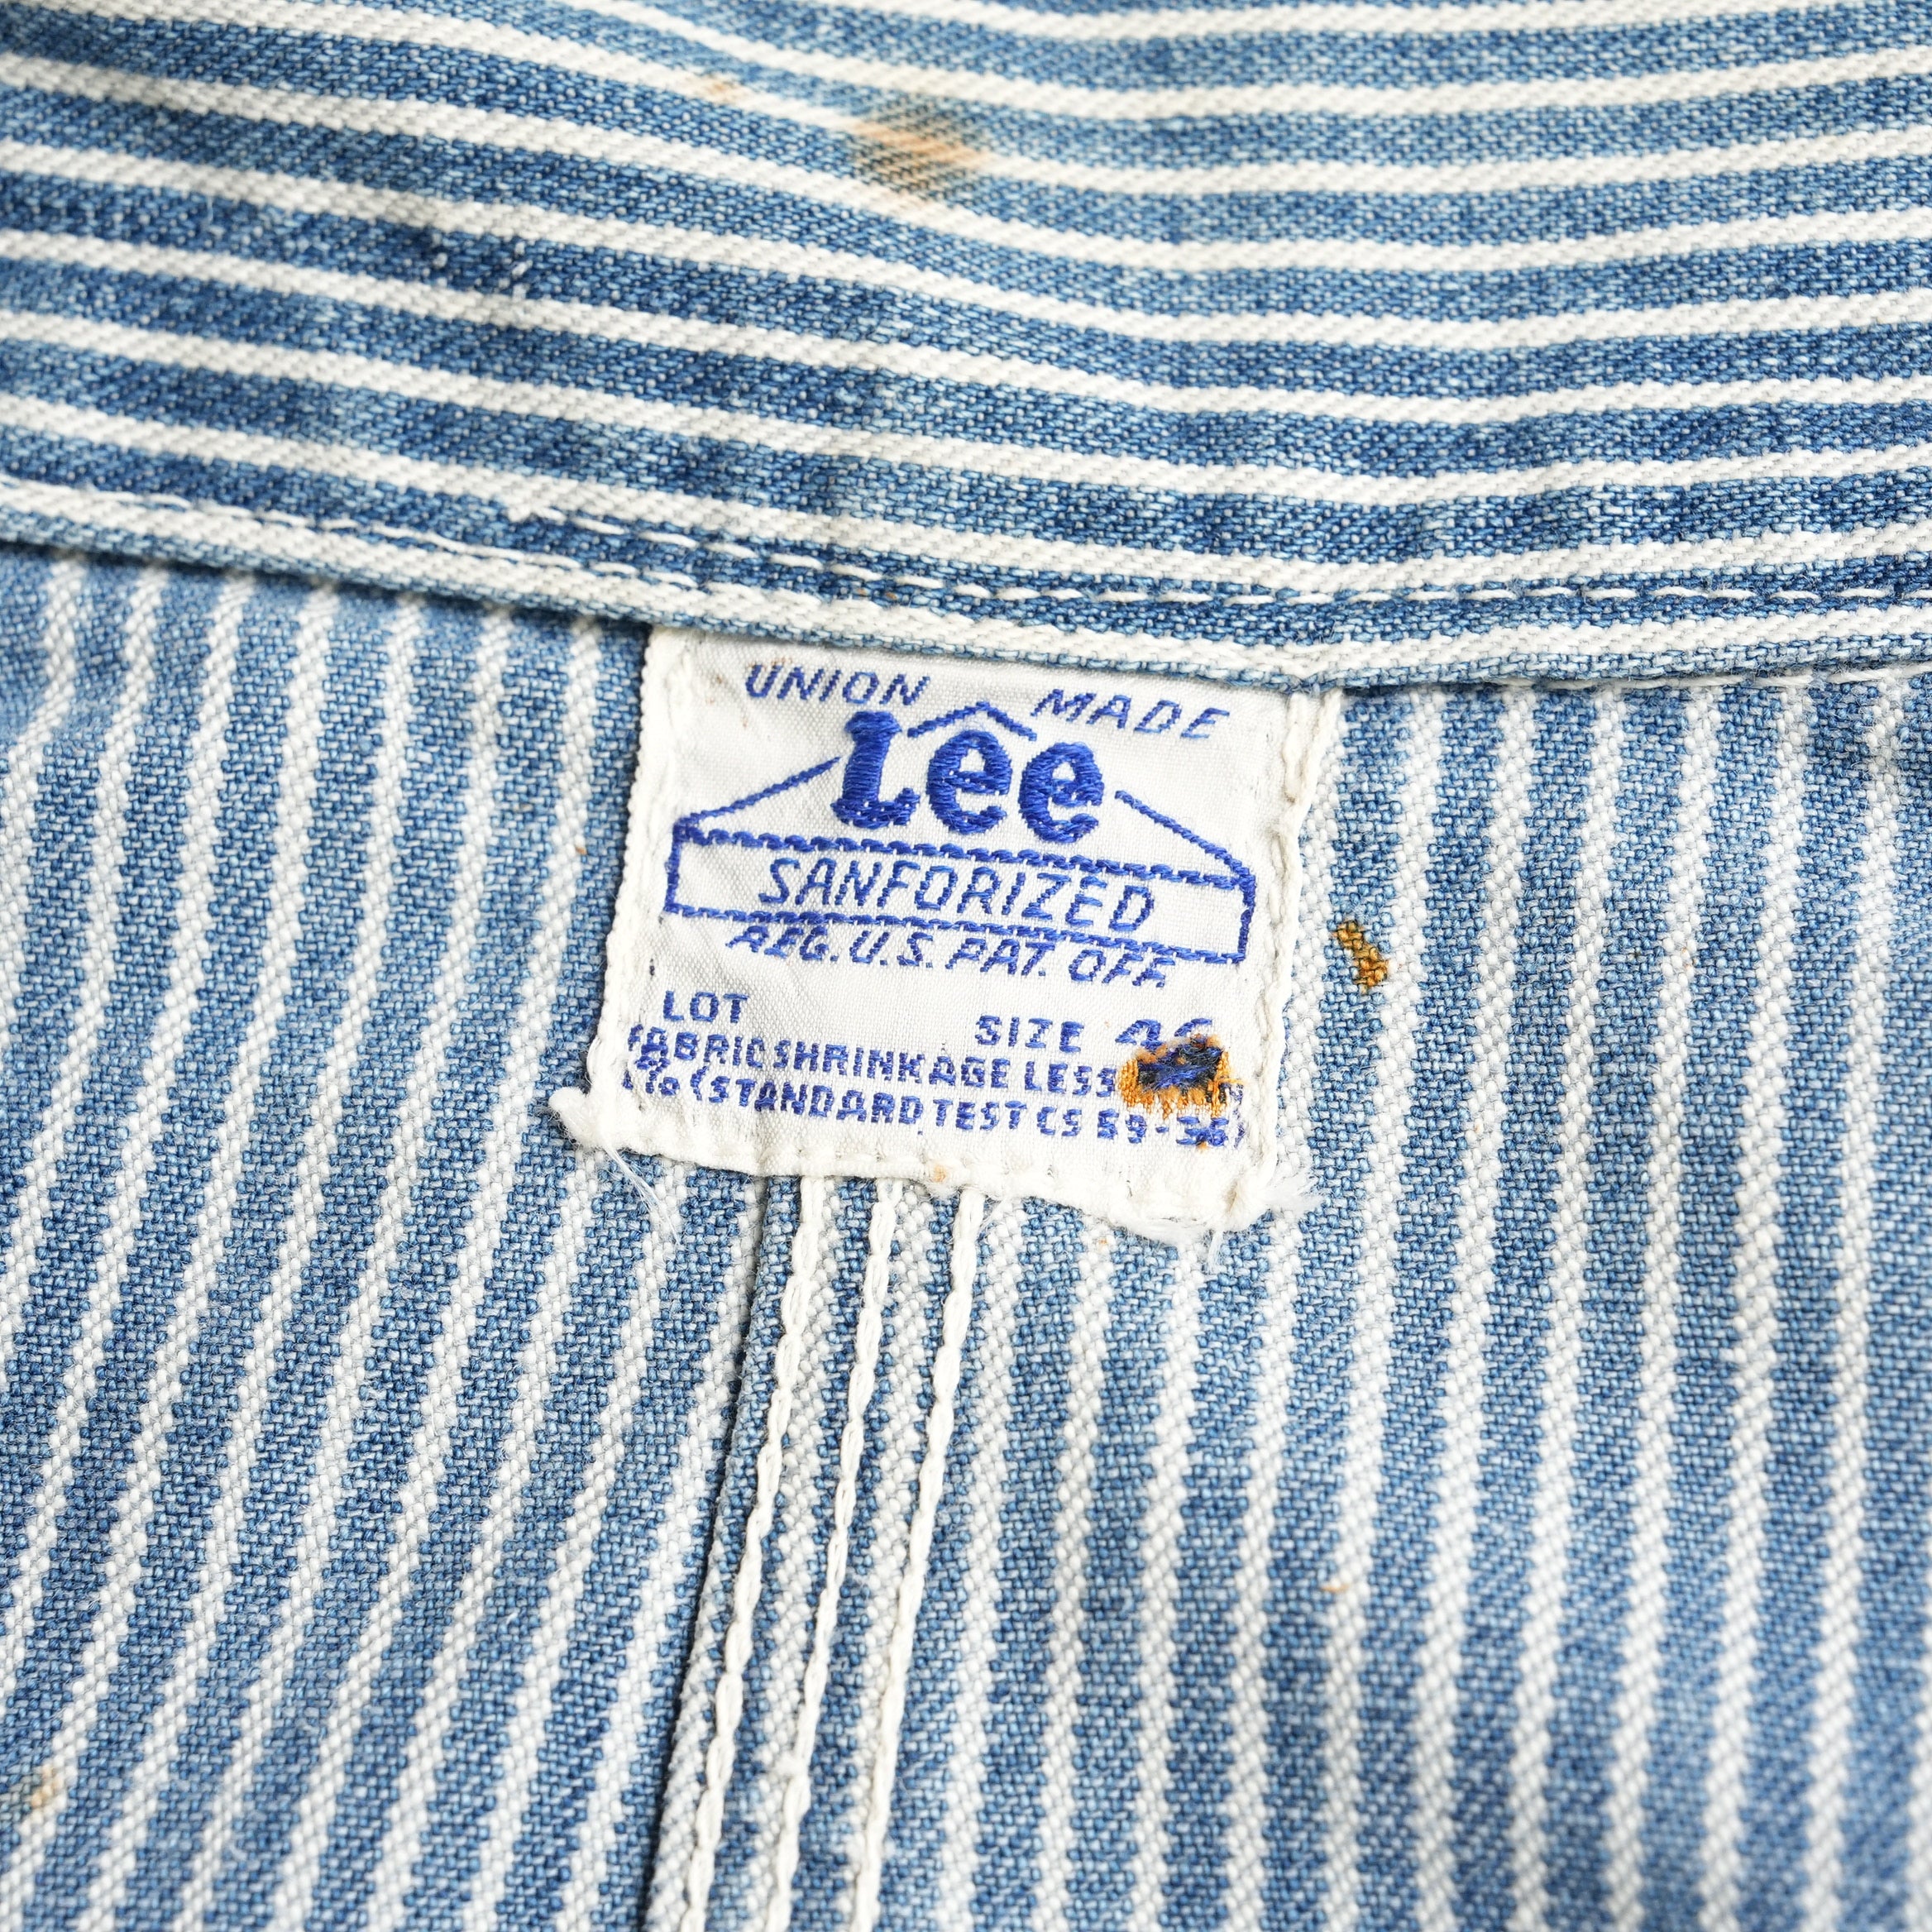 UNION MADE
Lee
SANFORIZED
REG. U.S. PAT. OFF.
LOT
SIZE
FABRIC SHRINKAGE LESS
% (STANDARD TEST CS 59-36)